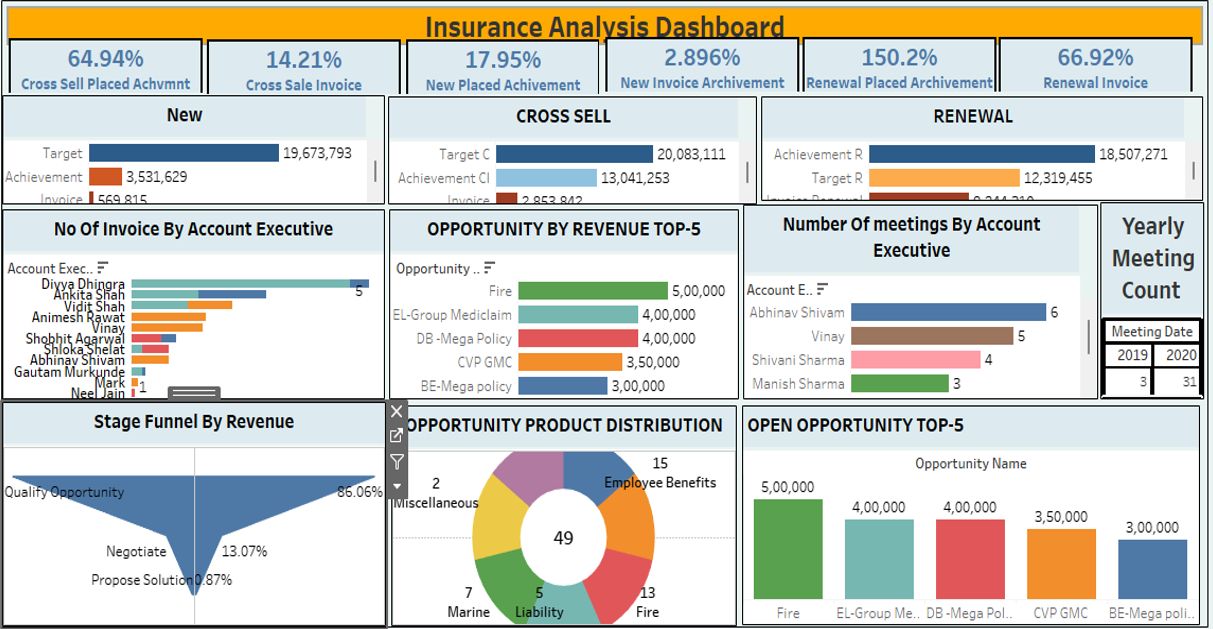 Insurance Analysis Dashboard
64.94%
Cross Sell Placed Achvmnt
14.21%
Cross Sale Invoice
17.95%
New Placed Achivement
2.896%
New Invoice Archivement
150.2%
Renewal Placed Archivement
66.92%
Renewal Invoice
New
Target 19,673,793
Achievement 3,531,629
Invoice 569,815
CROSS SELL
Target C 20,083,111
Achievement CI 13,041,253
Invoice 2,853,842
RENEWAL
Achievement R 18,507,271
Target R 12,319,455
Invoice Renewal
No Of Invoice By Account Executive
Account Exec..
Divya Dhingra 5
Ankita Shah
Vidit Shah
Animesh Rawat
Vinay
Shobhit Agarwal
Shloka Shelat
Abhinav Shivam
Gautam Murkunde
Mark 1
Neel Jain
OPPORTUNITY BY REVENUE TOP-5
Opportunity ..
Fire 5,00,000
EL-Group Mediclaim 4,00,000
DB -Mega Policy 4,00,000
CVP GMC 3,50,000
BE-Mega policy 3,00,000
Number Of meetings By Account
Executive
Account E..
Abhinav Shivam 6
Vinay 5
Shivani Sharma 4
Manish Sharma 3
Yearly
Meeting
Count
Meeting Date
2019 2020
3 31
Stage Funnel By Revenue
Qualify Opportunity 86.06%
Negotiate 13.07%
Propose Solution 0.87%
OPPORTUNITY PRODUCT DISTRIBUTION
15
Employee Benefits
2
Miscellaneous
49
7
Marine
5
Liability
13
Fire
OPEN OPPORTUNITY TOP-5
Opportunity Name
5,00,000
4,00,000
4,00,000
3,50,000
3,00,000
Fire
EL-Group Me..
DB -Mega Pol..
CVP GMC
BE-Mega poli..